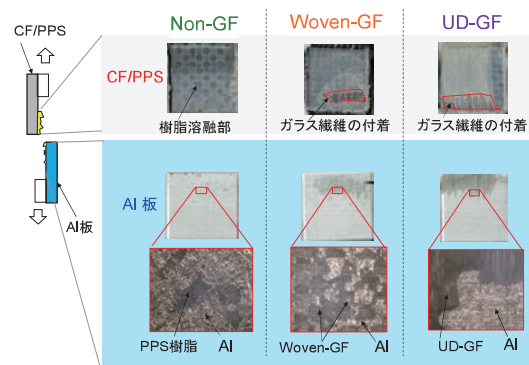 CF/PPS
Non-GF
Woven-GF
UD-GF
CF/PPS
樹脂溶融部
ガラス繊維の付着
ガラス繊維の付着
Al板
Al 板
PPS樹脂
Al
Woven-GF
Al
UD-GF
Al